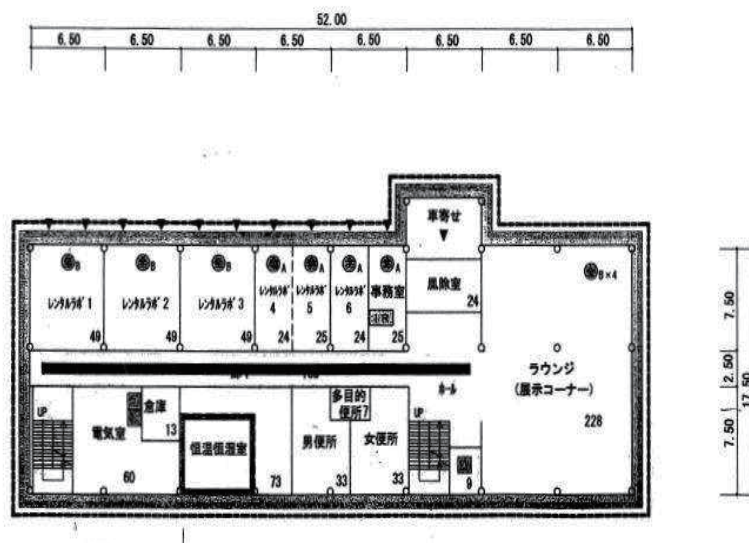 52.00
6.50 6.50 6.50 6.50 6.50 6.50 6.50 6.50
車寄せ
B B B A A A A B×4
レンタルラボ1 レンタルラボ2 レンタルラボ3 レンタルラボ4 レンタルラボ5 レンタルラボ6 事務室 風除室
49 49 49 24 25 24 25 24
7.50
ラウンジ
(展示コーナー)
228
2.50
17.50
ホール
UP 電気室 倉庫 多目的便所7 UP
13
恒温恒湿室 男便所 女便所
7.50
60 73 33 33 9